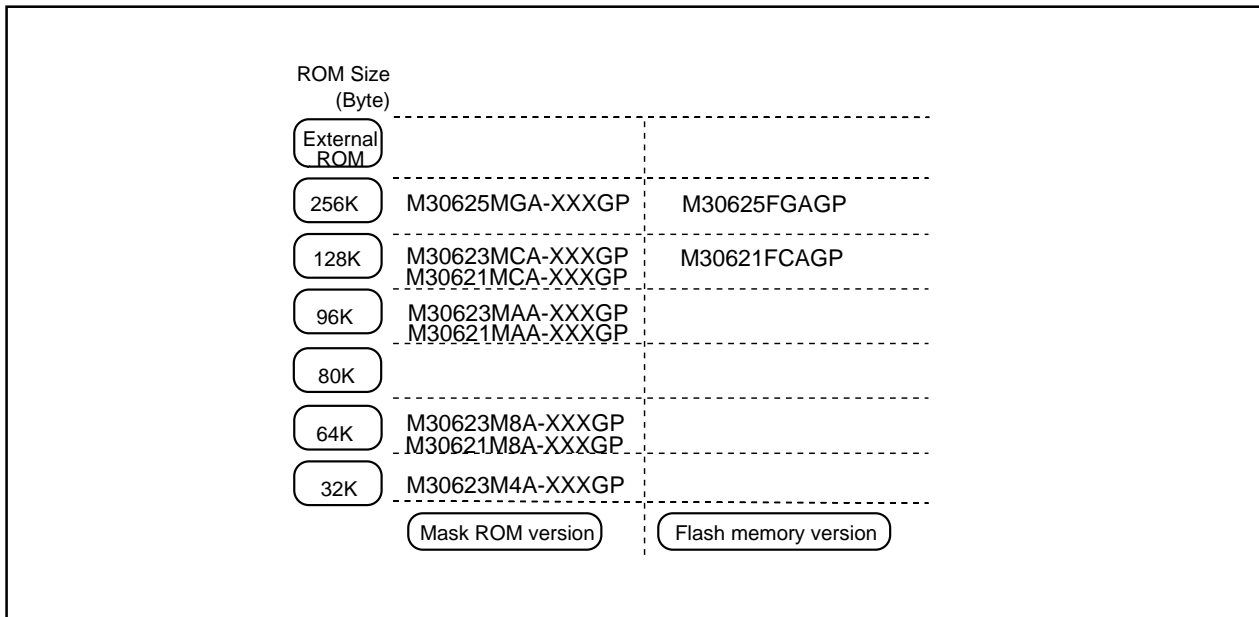 ROM Size
(Byte)
External
ROM
256K M30625MGA-XXXGP M30625FGAGP
128K M30623MCA-XXXGP M30621FCAGP
M30621MCA-XXXGP
96K M30623MAA-XXXGP
M30621MAA-XXXGP
80K
64K M30623M8A-XXXGP
M30621M8A-XXXGP
32K M30623M4A-XXXGP
Mask ROM version Flash memory version